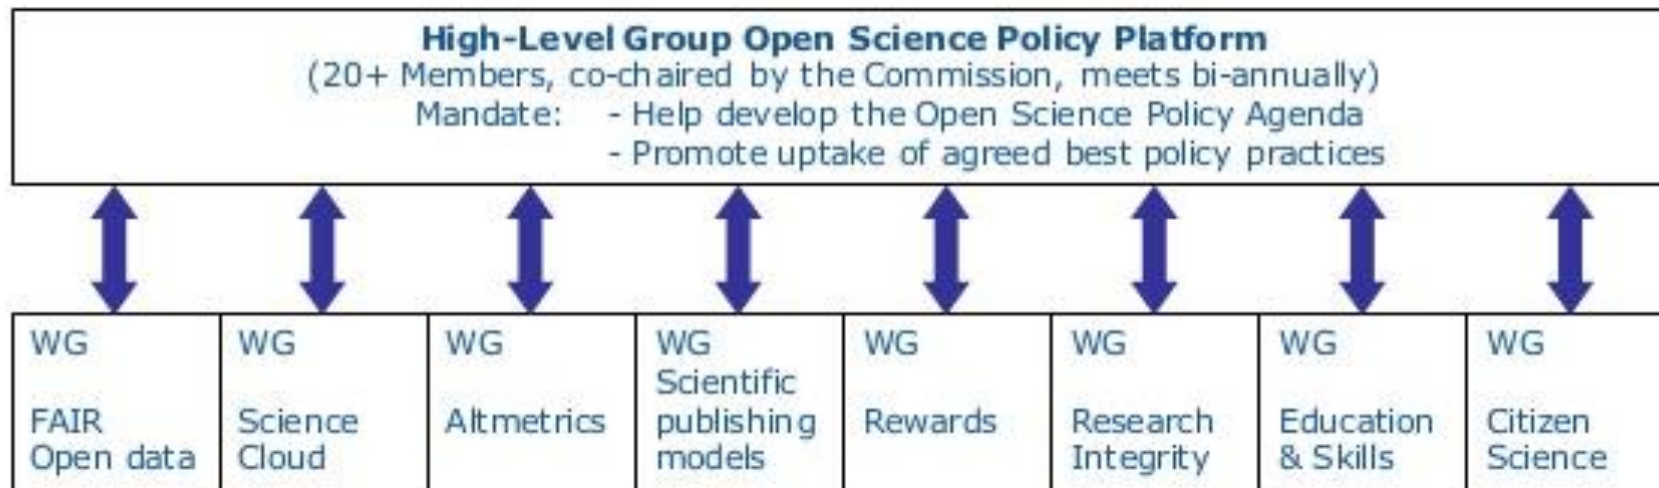 High-Level Group Open Science Policy Platform
(20+ Members, co-chaired by the Commission, meets bi-annually)
Mandate: - Help develop the Open Science Policy Agenda
- Promote uptake of agreed best policy practices
WG
FAIR
Open data
WG
Science
Cloud
WG
Altmetrics
WG
Scientific
publishing
models
WG
Rewards
WG
Research
Integrity
WG
Education
& Skills
WG
Citizen
Science